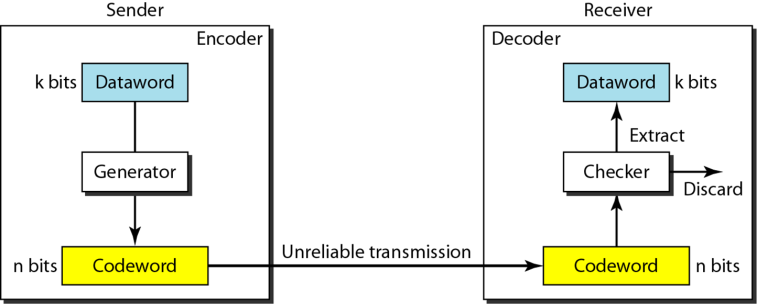 Sender
Receiver
Encoder
Decoder
k bits
Dataword
Dataword
k bits
Extract
Generator
Checker
Discard
Unreliable transmission
n bits
Codeword
Codeword
n bits